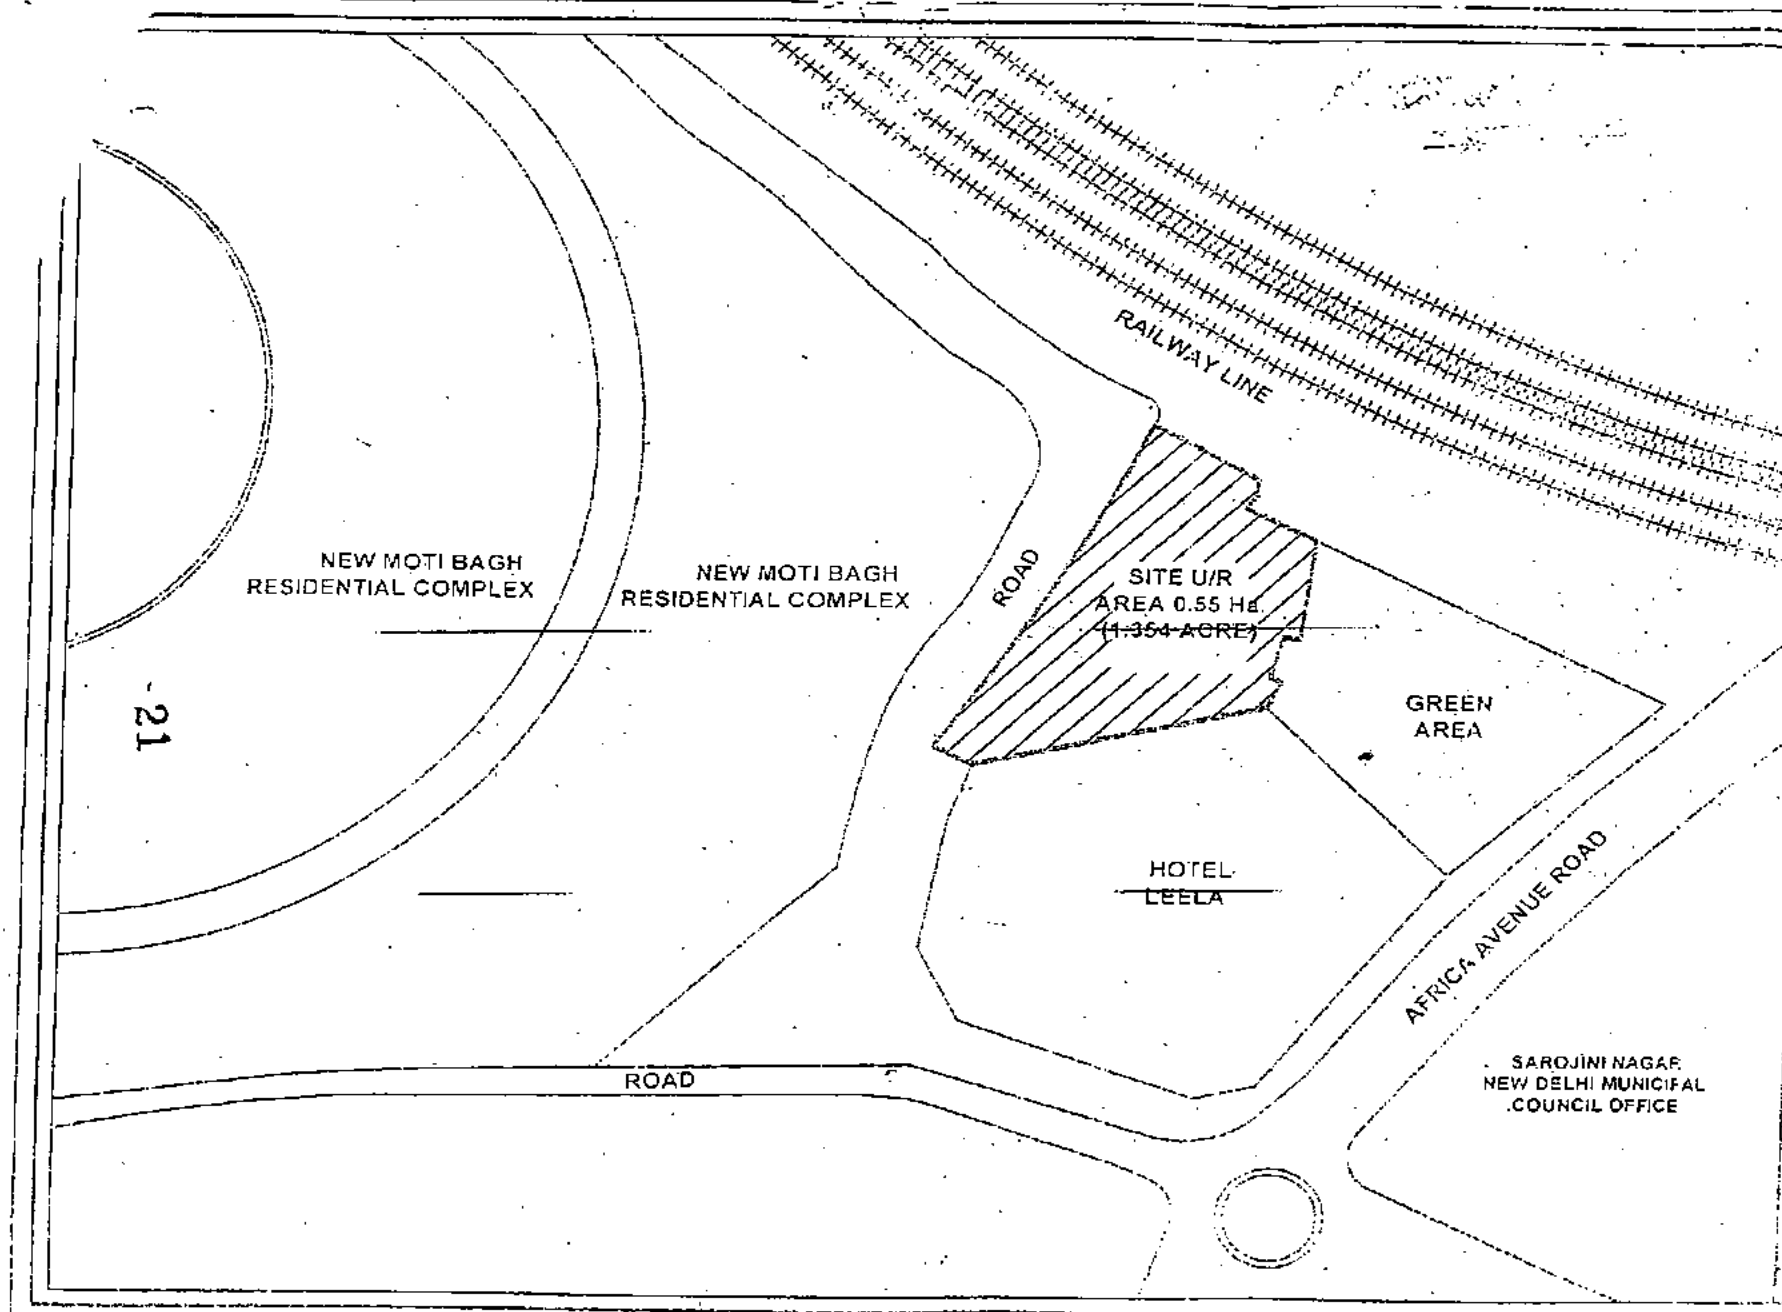 RAILWAY LINE
NEW MOTI BAGH
RESIDENTIAL COMPLEX
NEW MOTI BAGH
RESIDENTIAL COMPLEX
ROAD
SITE U/R
AREA 0.55 Ha.
(1.354 ACRE)
GREEN
AREA
21
HOTEL
LEELA
AFRICA AVENUE ROAD
ROAD
SAROJINI NAGAR
NEW DELHI MUNICIPAL
COUNCIL OFFICE